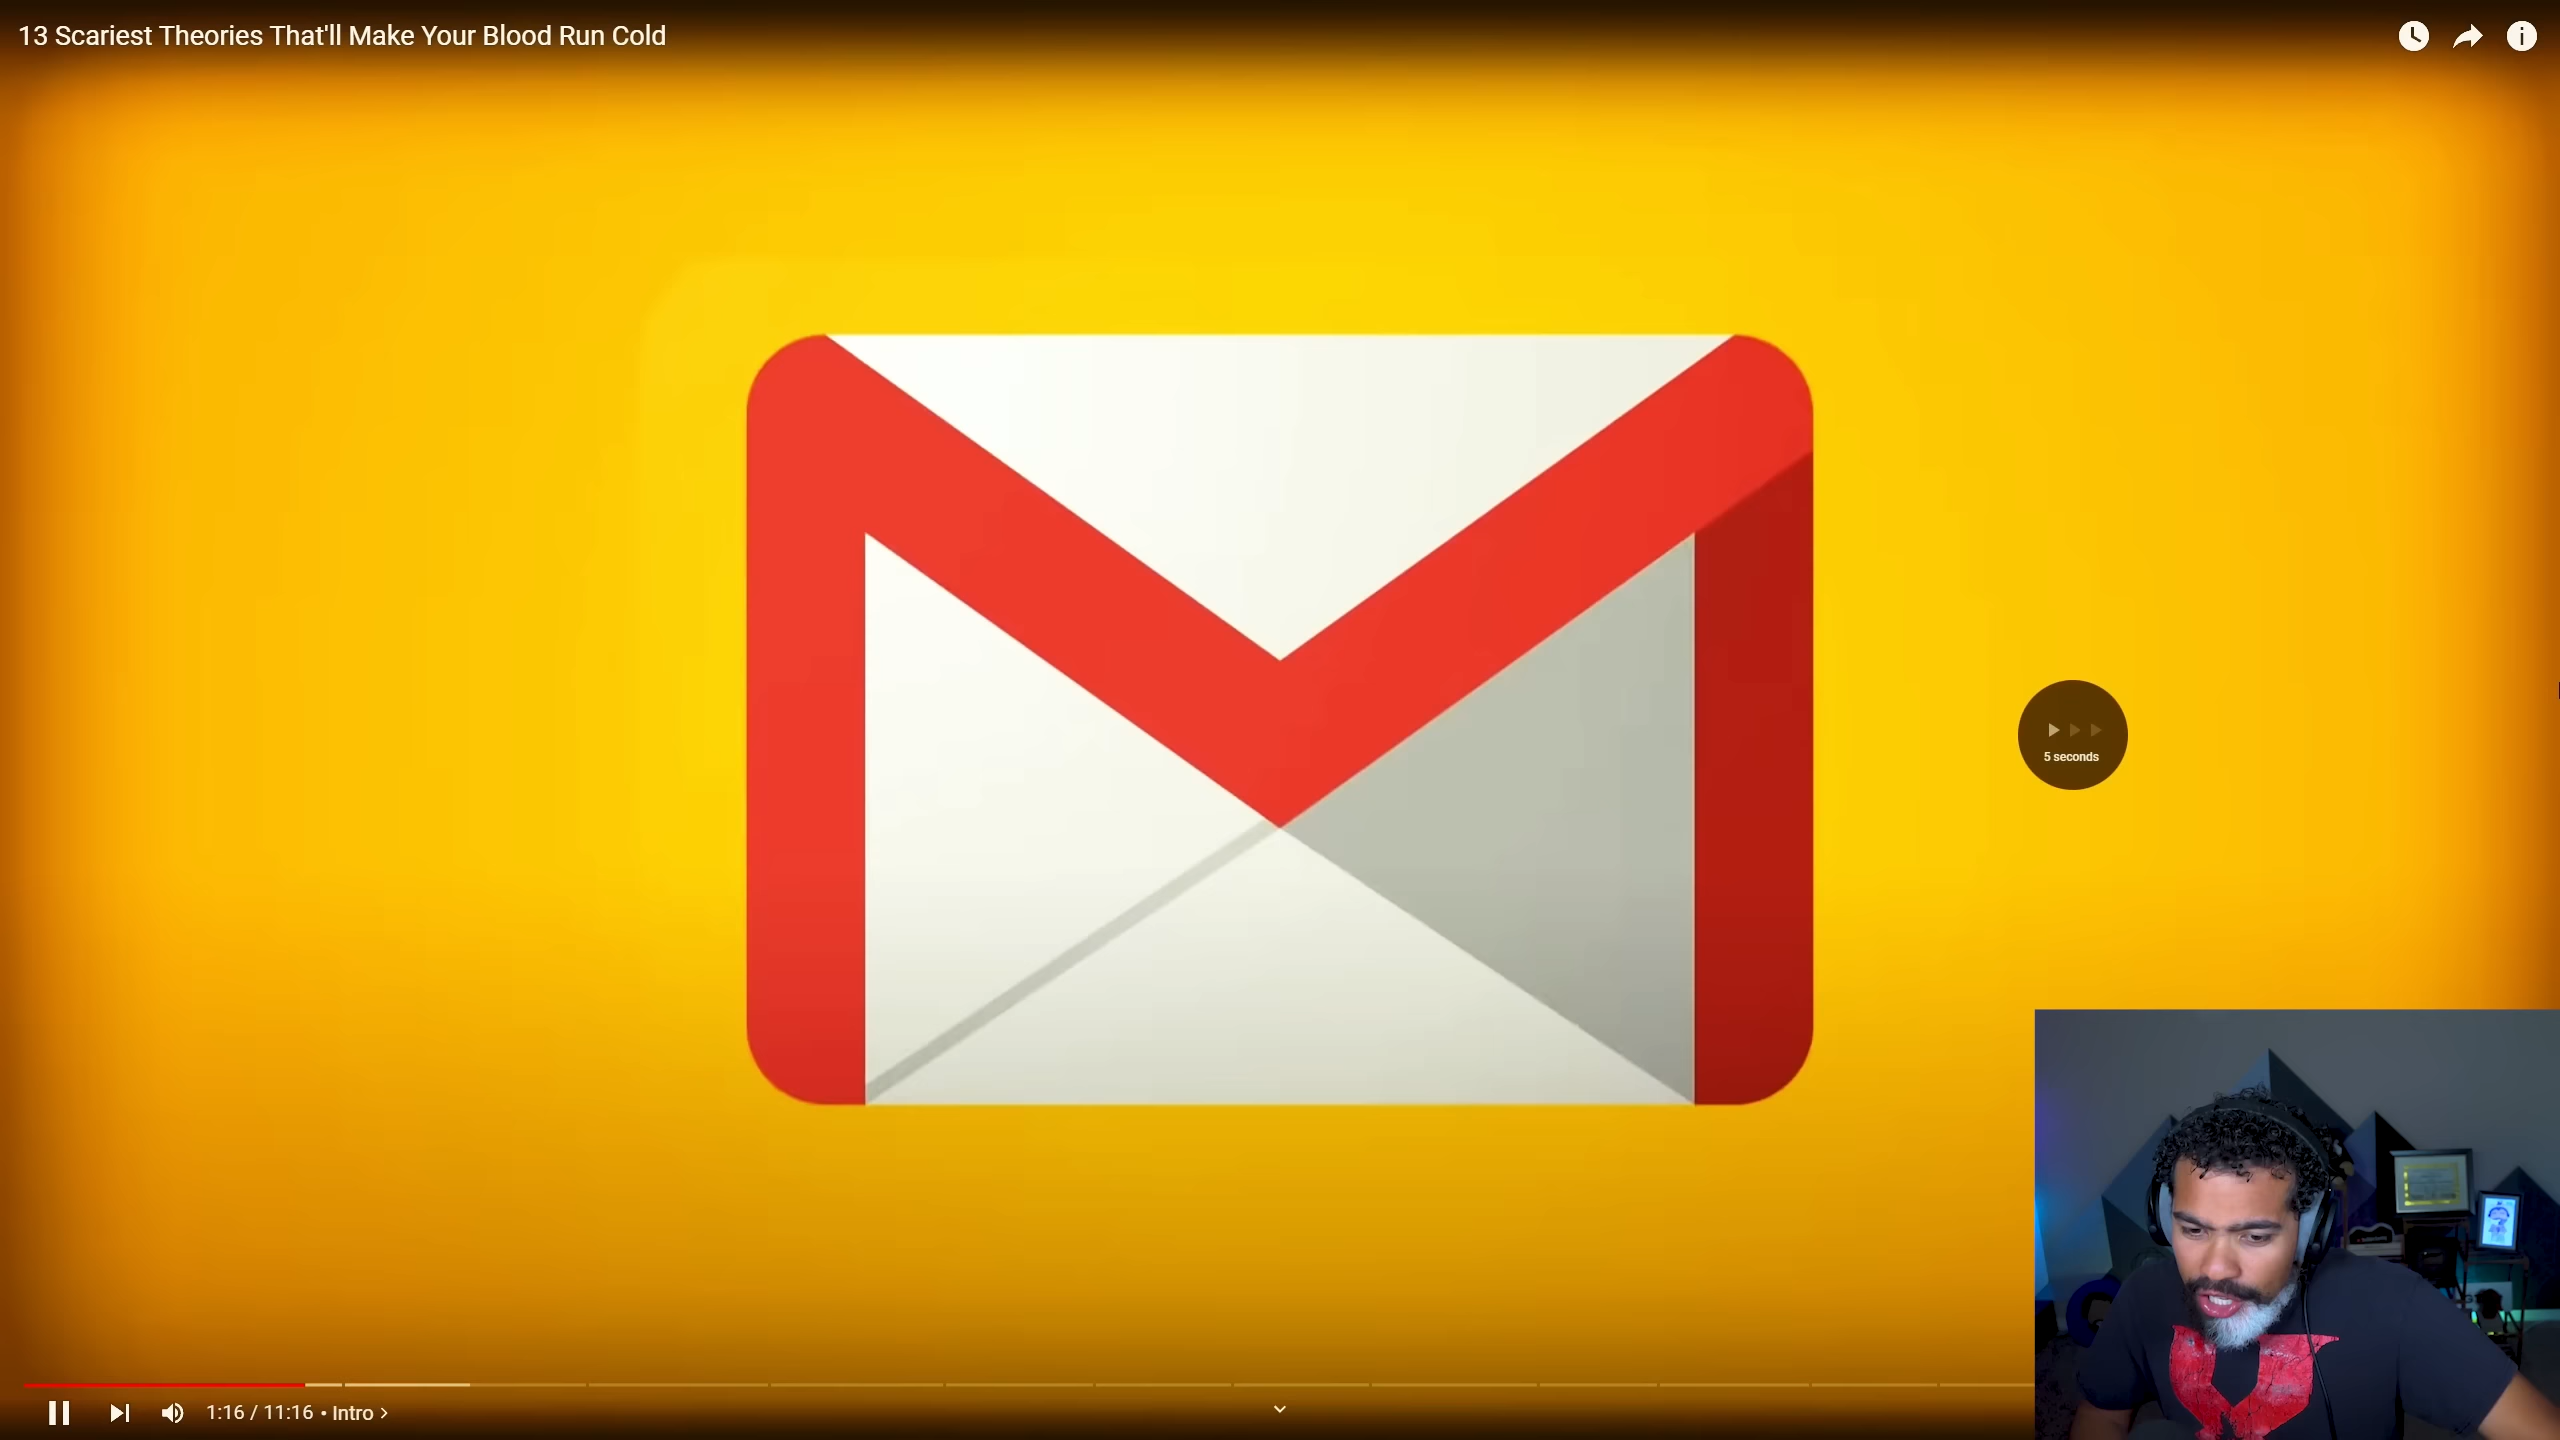 13 Scariest Theories That'll Make Your Blood Run Cold
5 seconds
1:16 / 11:16 • Intro